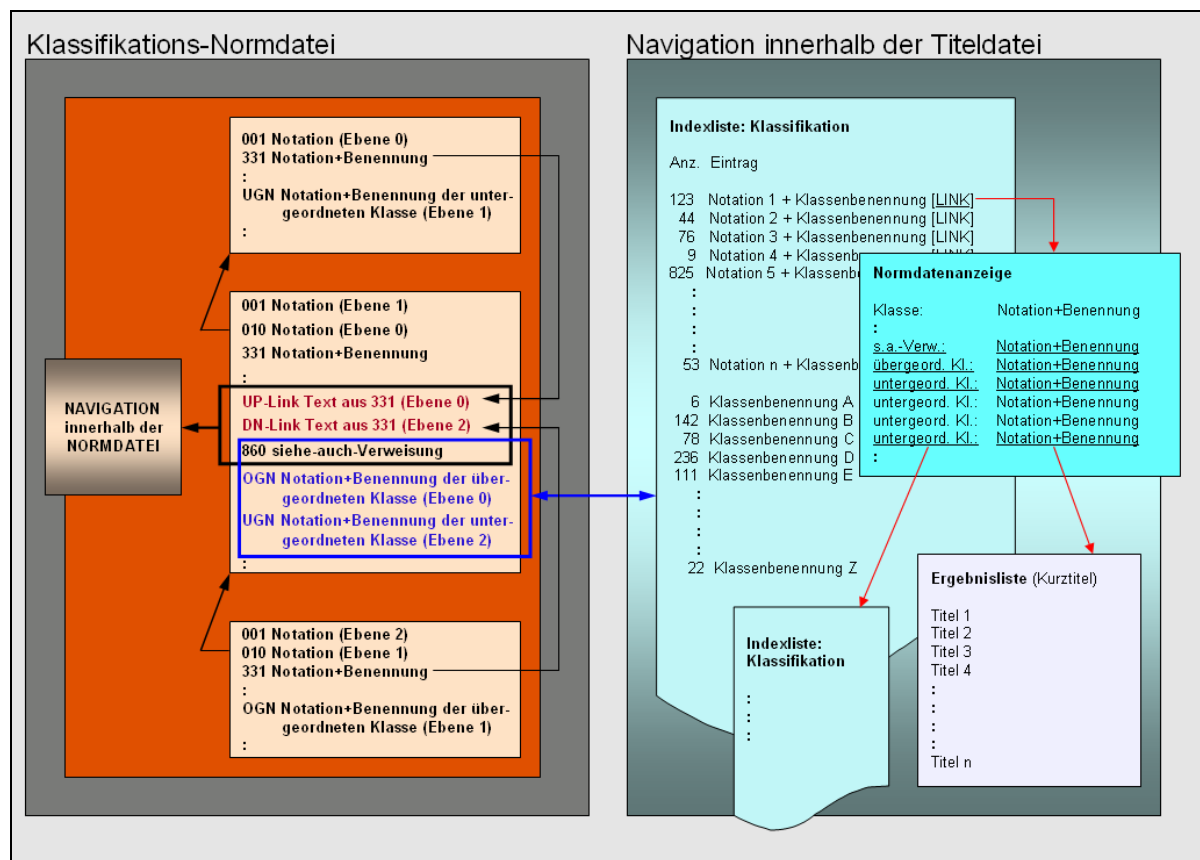 Klassifikations-Normdatei
001 Notation (Ebene 0)
331 Notation+Benennung
:
UGN Notation+Benennung der unter-
geordneten Klasse (Ebene 1)
:
001 Notation (Ebene 1)
010 Notation (Ebene 0)
331 Notation+Benennung
:
UP-Link Text aus 331 (Ebene 0)
DN-Link Text aus 331 (Ebene 2)
860 siehe-auch-Verweisung
OGN Notation+Benennung der über-
geordneten Klasse (Ebene 0)
UGN Notation+Benennung der unter-
geordneten Klasse (Ebene 2)
:
NAVIGATION
innerhalb der
NORMDATEI
001 Notation (Ebene 2)
010 Notation (Ebene 1)
331 Notation+Benennung
:
OGN Notation+Benennung der über-
geordneten Klasse (Ebene 1)
:
Navigation innerhalb der Titeldatei
Indexliste: Klassifikation
Anz. Eintrag
123 Notation 1 + Klassenbenennung [LINK]
44 Notation 2 + Klassenbenennung [LINK]
76 Notation 3 + Klassenbenennung [LINK]
9 Notation 4 + Klassenbenennung [LINK]
825 Notation 5 + Klassenbe
:
:
:
:
53 Notation n + Klassenb
6 Klassenbenennung A
142 Klassenbenennung B
78 Klassenbenennung C
236 Klassenbenennung D
111 Klassenbenennung E
:
:
:
:
22 Klassenbenennung Z
Normdatenanzeige
Klasse: Notation+Benennung
:
s.a.-Verw.: Notation+Benennung
übergeord. Kl.: Notation+Benennung
untergeord. Kl.: Notation+Benennung
untergeord. Kl.: Notation+Benennung
untergeord. Kl.: Notation+Benennung
untergeord. Kl.: Notation+Benennung
:
Indexliste:
Klassifikation
:
:
:
Ergebnisliste (Kurztitel)
Titel 1
Titel 2
Titel 3
Titel 4
:
:
:
:
Titel n